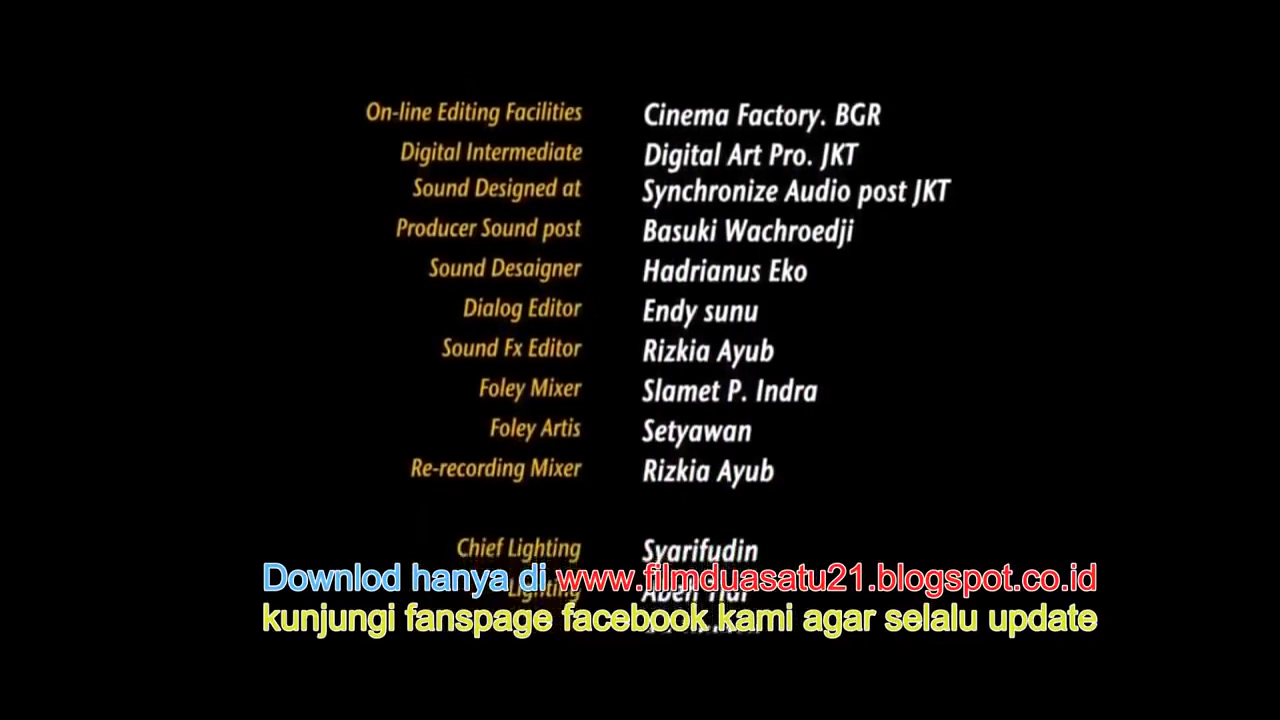 On-line Editing Facilities Cinema Factory. BGR
Digital Intermediate Digital Art Pro. JKT
Sound Designed at Synchronize Audio post JKT
Producer Sound post Basuki Wachroedji
Sound Desaigner Hadrianus Eko
Dialog Editor Endy sunu
Sound Fx Editor Rizkia Ayub
Foley Mixer Slamet P. Indra
Foley Artis Setyawan
Re-recording Mixer Rizkia Ayub
Chief Lighting Syarifudin
Downlod hanya di www.filmduasatu21.blogspot.co.id
Lighting
kunjungi fanspage facebook kami agar selalu update